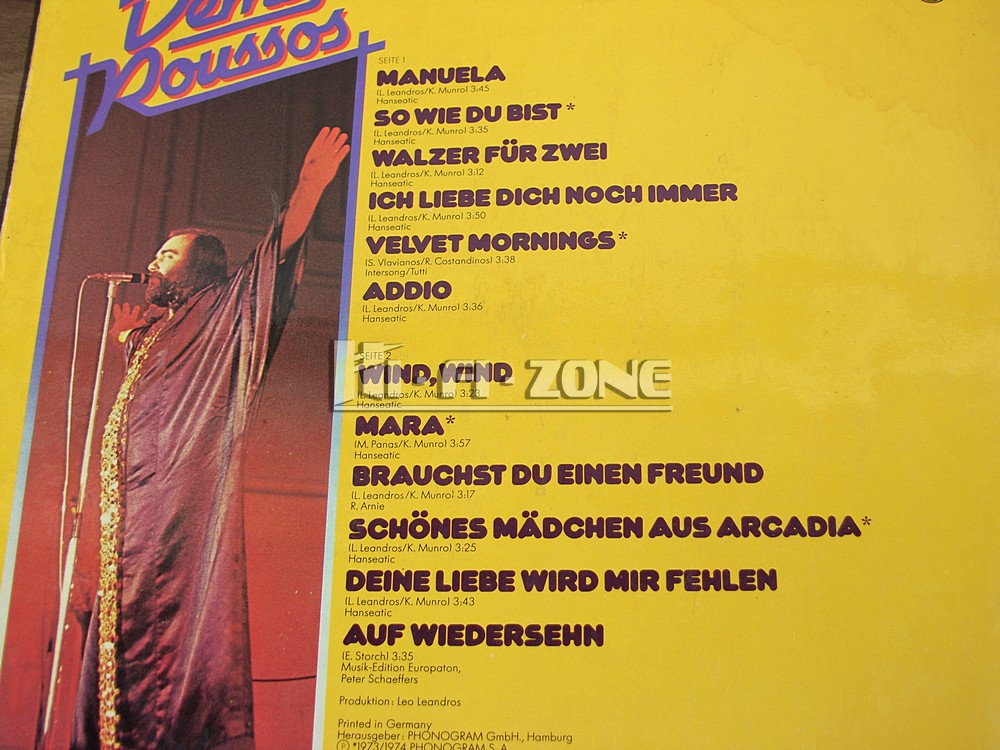 Demis
Roussos
SEITE 1
MANUELA
(L. Leandros/K. Munro) 3:45
Hanseatic
SO WIE DU BIST*
(L. Leandros/K. Munro) 3:35
Hanseatic
WALZER FÜR ZWEI
(L. Leandros/K. Munro) 3:12
Hanseatic
ICH LIEBE DICH NOCH IMMER
(L. Leandros/K. Munro) 3:50
Hanseatic
VELVET MORNINGS*
(S. Vlavianos/R. Costandinos) 3:38
Intersong/Tutti
ADDIO
(L. Leandros/K. Munro) 3:36
Hanseatic
SEITE 2
WIND, WIND
(L. Leandros/K. Munro) 3:23
Hanseatic
HI-FI-ZONE
MARA*
(M. Panas/K. Munro) 3:57
Hanseatic
BRAUCHST DU EINEN FREUND
(L. Leandros/K. Munro) 3:17
R. Arnie
SCHÖNES MÄDCHEN AUS ARCADIA*
(L. Leandros/K. Munro) 3:25
Hanseatic
DEINE LIEBE WIRD MIR FEHLEN
(L. Leandros/K. Munro) 3:43
Hanseatic
AUF WIEDERSEHN
(E. Storch) 3:35
Musik-Edition Europaton,
Peter Schaeffers
Produktion: Leo Leandros
Printed in Germany
Herausgeber: PHONOGRAM GmbH., Hamburg
Ⓟ *1973/1974 PHONOGRAM S.A.